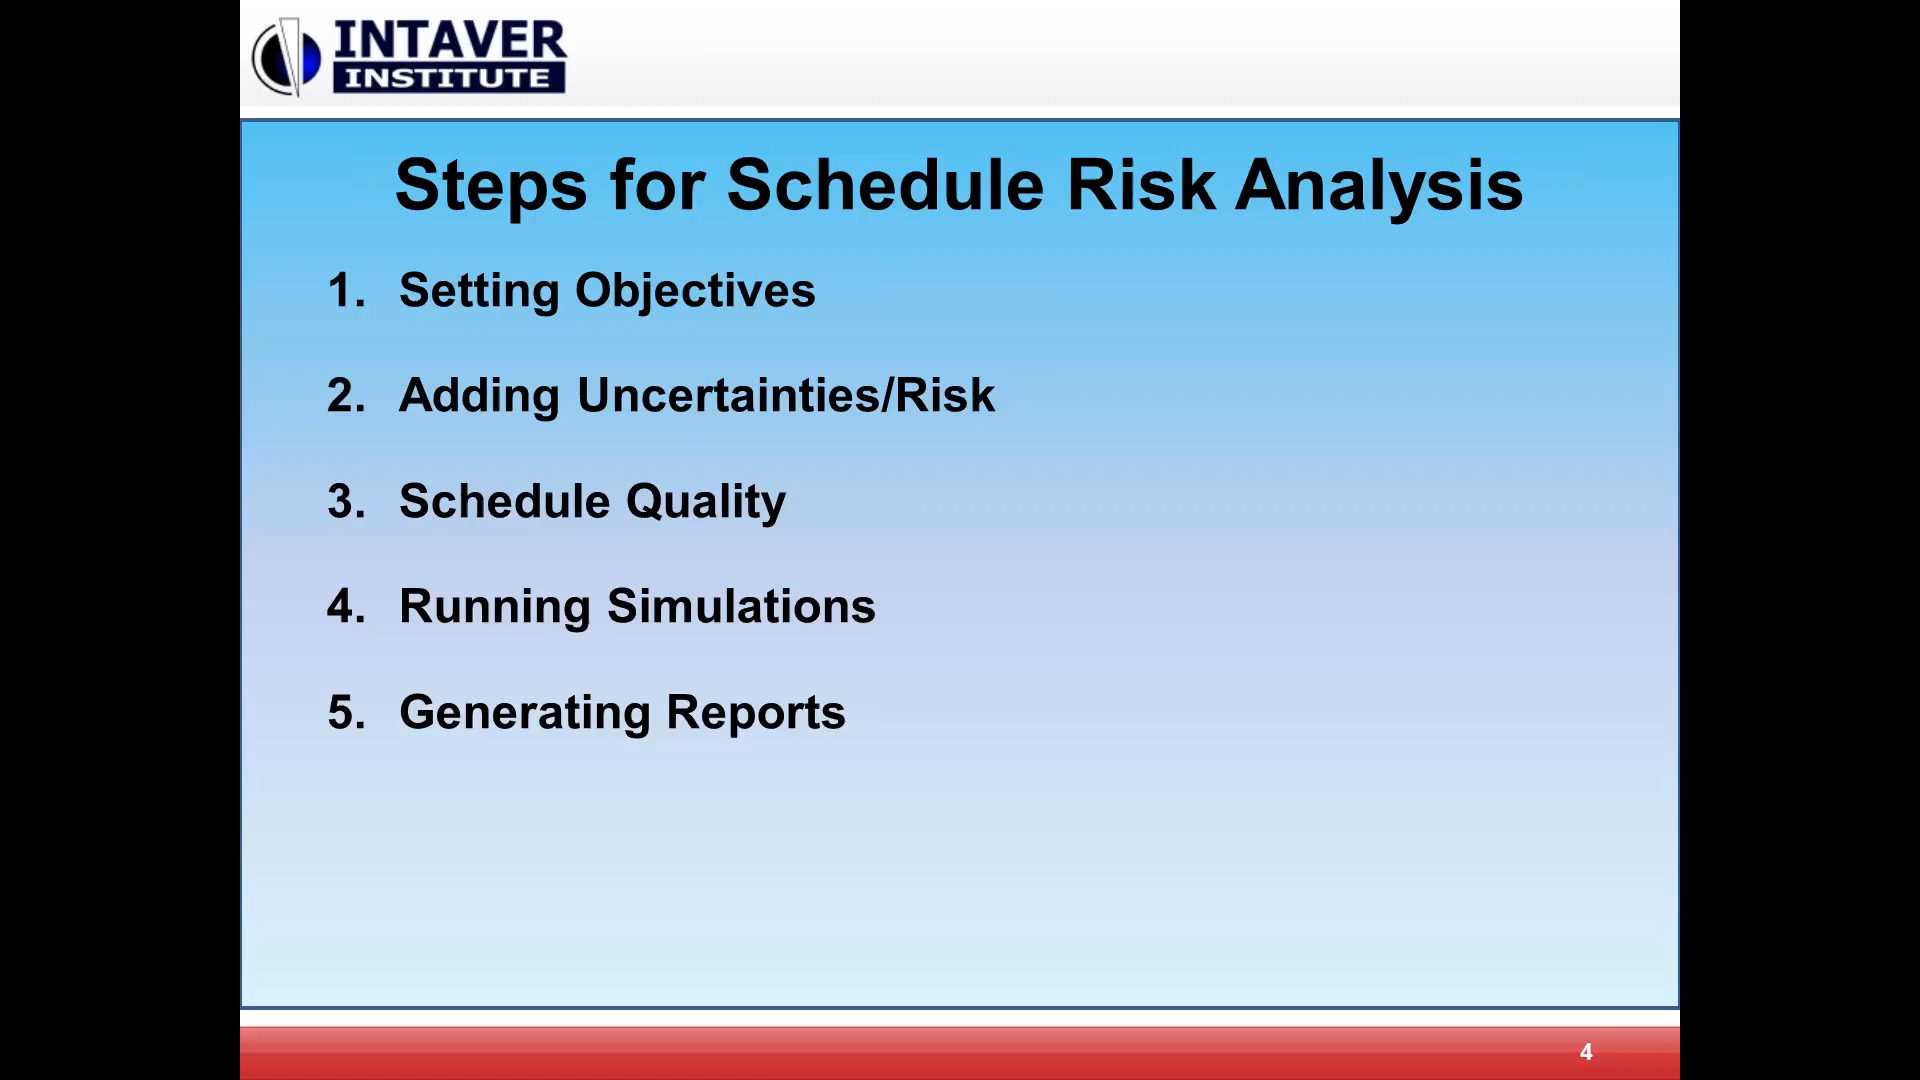 INTAVER
INSTITUTE
Steps for Schedule Risk Analysis
1. Setting Objectives
2. Adding Uncertainties/Risk
3. Schedule Quality
4. Running Simulations
5. Generating Reports
4